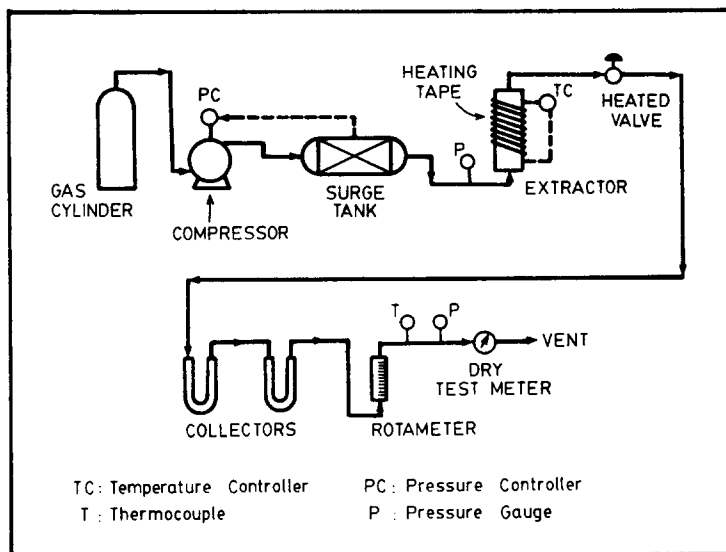 GAS
CYLINDER
PC
COMPRESSOR
SURGE
TANK
P
HEATING
TAPE
TC
EXTRACTOR
HEATED
VALVE
COLLECTORS
ROTAMETER
T
P
DRY
TEST METER
VENT
TC: Temperature Controller
PC: Pressure Controller
T: Thermocouple
P: Pressure Gauge